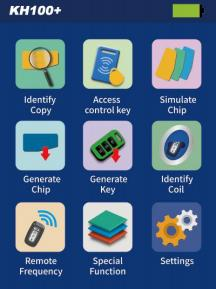 KH100+
Identify Copy
Access control key
Simulate Chip
Generate Chip
Generate Key
Identify Coil
Remote Frequency
Special Function
Settings